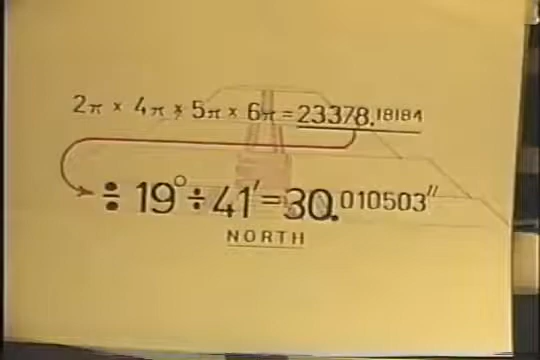 2π × 4π × 5π × 6π = 23378.18184
÷ 19° ÷ 41' = 30.010503"
NORTH